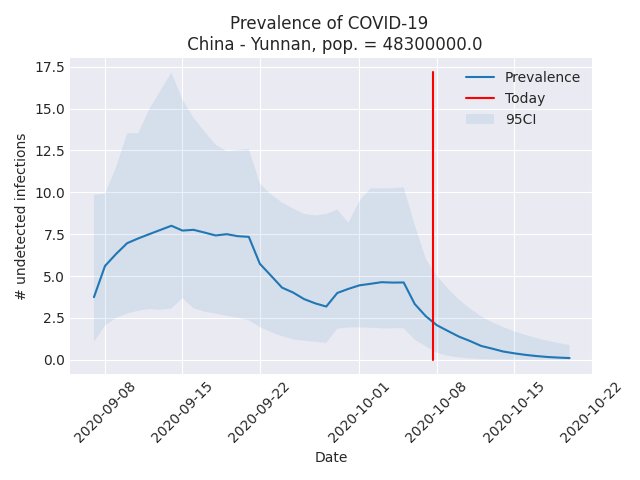 Prevalence of COVID-19
China - Yunnan, pop. = 48300000.0
17.5
15.0
12.5
10.0
7.5
5.0
2.5
0.0
# undetected infections
Prevalence
Today
95CI
2020-09-08
2020-09-15
2020-09-22
2020-10-01
2020-10-08
2020-10-15
2020-10-22
Date